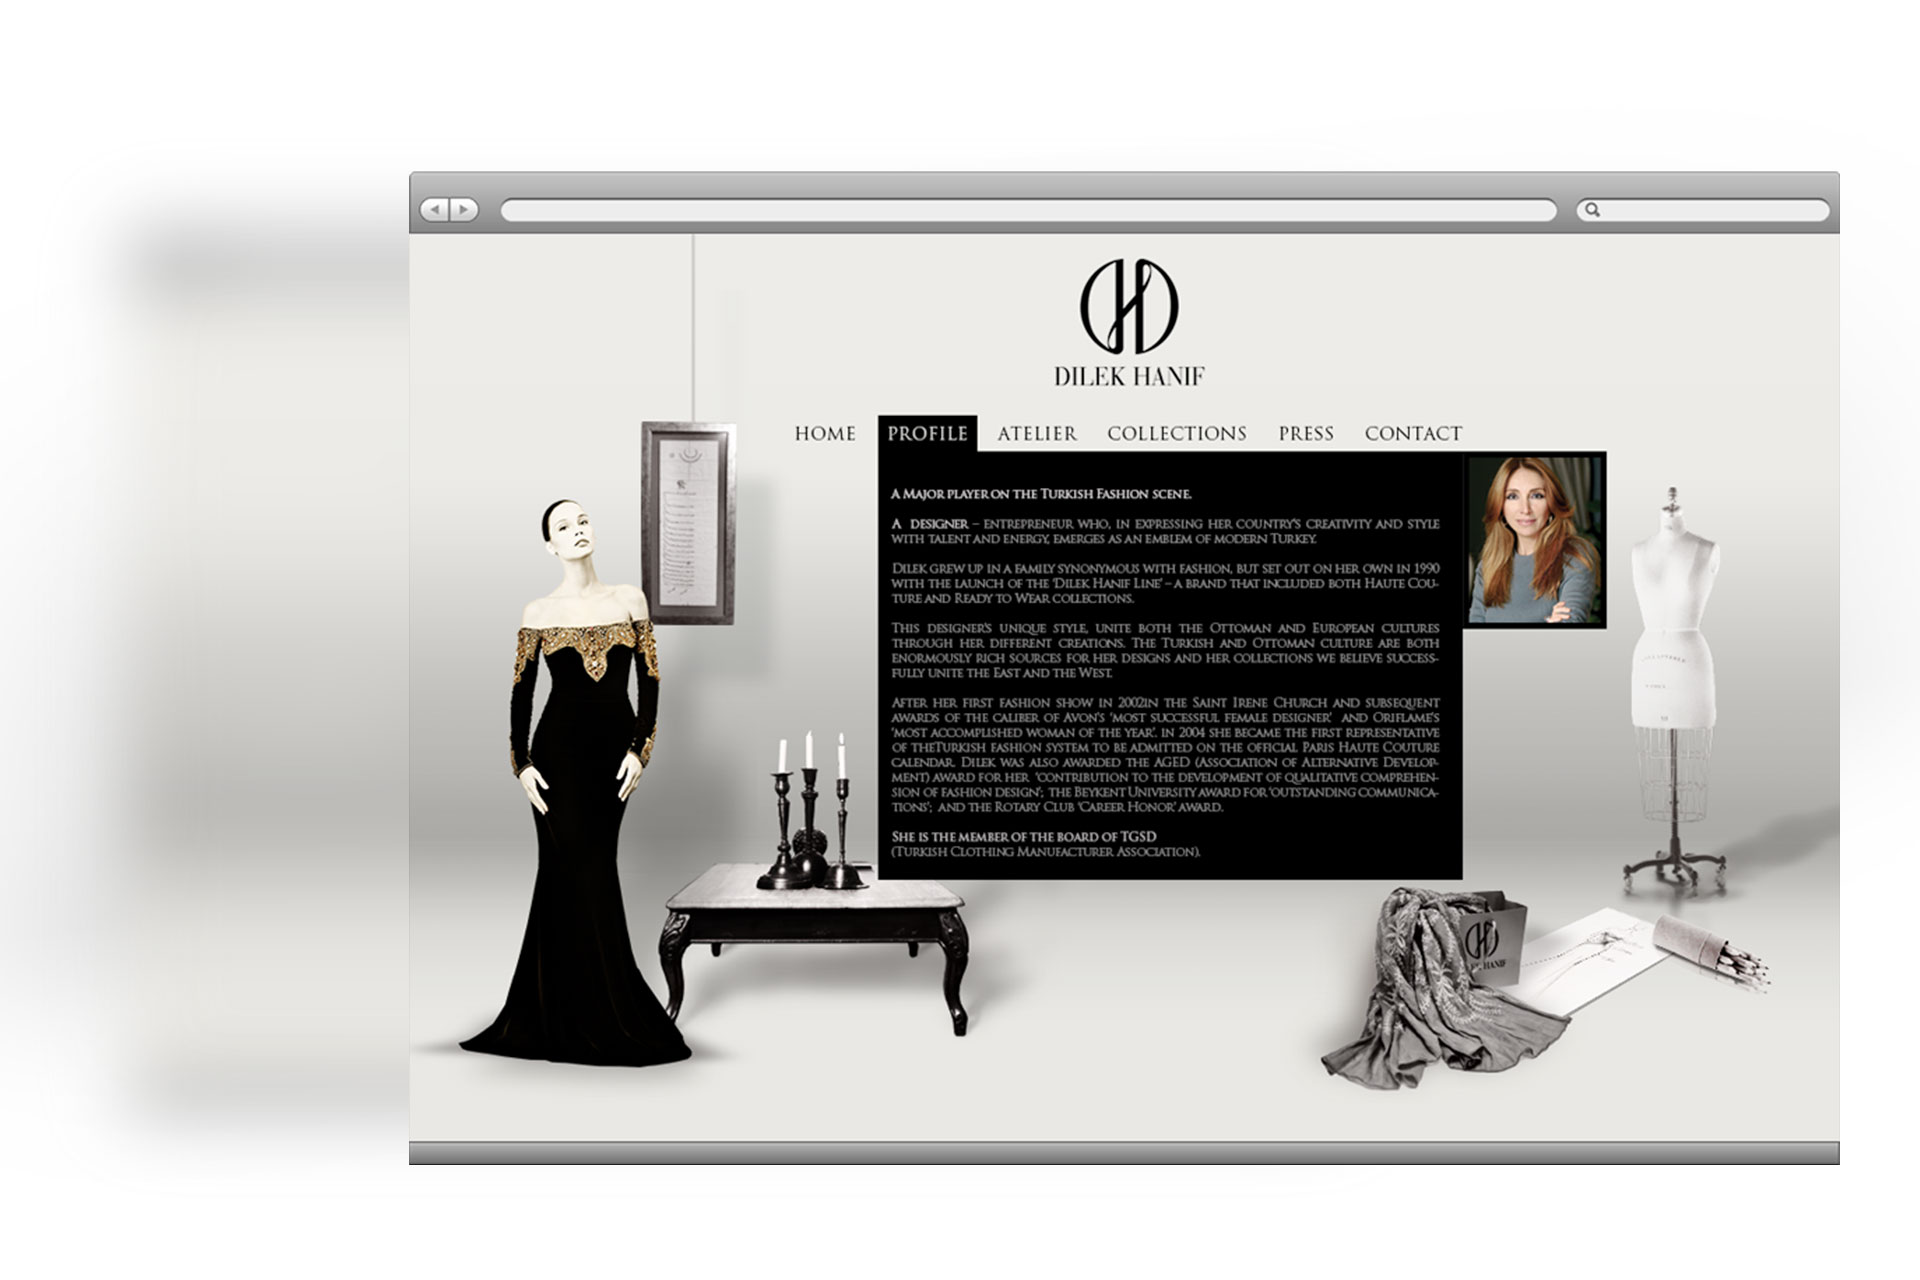 DILEK HANIF
HOME PROFILE ATELIER COLLECTIONS PRESS CONTACT
A MAJOR PLAYER ON THE TURKISH FASHION SCENE.
A DESIGNER – ENTREPRENEUR WHO, IN EXPRESSING HER COUNTRY'S CREATIVITY AND STYLE
WITH TALENT AND ENERGY, EMERGES AS AN EMBLEM OF MODERN TURKEY.
DILEK GREW UP IN A FAMILY SYNONYMOUS WITH FASHION, BUT SET OUT ON HER OWN IN 1990
WITH THE LAUNCH OF THE 'DILEK HANIF LINE' – A BRAND THAT INCLUDED BOTH HAUTE COU-
TURE AND READY TO WEAR COLLECTIONS.
THIS DESIGNER'S UNIQUE STYLE, UNITE BOTH THE OTTOMAN AND EUROPEAN CULTURES
THROUGH HER DIFFERENT CREATIONS. THE TURKISH AND OTTOMAN CULTURE ARE BOTH
ENORMOUSLY RICH SOURCES FOR HER DESIGNS AND HER COLLECTIONS WE BELIEVE SUCCESS-
FULLY UNITE THE EAST AND THE WEST.
AFTER HER FIRST FASHION SHOW IN 2002IN THE SAINT IRENE CHURCH AND SUBSEQUENT
AWARDS OF THE CALIBER OF AVON'S 'MOST SUCCESSFUL FEMALE DESIGNER' AND ORIFLAME'S
'MOST ACCOMPLISHED WOMAN OF THE YEAR'. IN 2004 SHE BECAME THE FIRST REPRESENTATIVE
OF THETURKISH FASHION SYSTEM TO BE ADMITTED ON THE OFFICIAL PARIS HAUTE COUTURE
CALENDAR. DILEK WAS ALSO AWARDED THE AGED (ASSOCIATION OF ALTERNATIVE DEVELOP-
MENT) AWARD FOR HER 'CONTRIBUTION TO THE DEVELOPMENT OF QUALITATIVE COMPREHEN-
SION OF FASHION DESIGN'; THE BEYKENT UNIVERSITY AWARD FOR 'OUTSTANDING COMMUNICA-
TIONS'; AND THE ROTARY CLUB 'CAREER HONOR' AWARD.
SHE IS THE MEMBER OF THE BOARD OF TGSD
(TURKISH CLOTHING MANUFACTURER ASSOCIATION).
HANIF